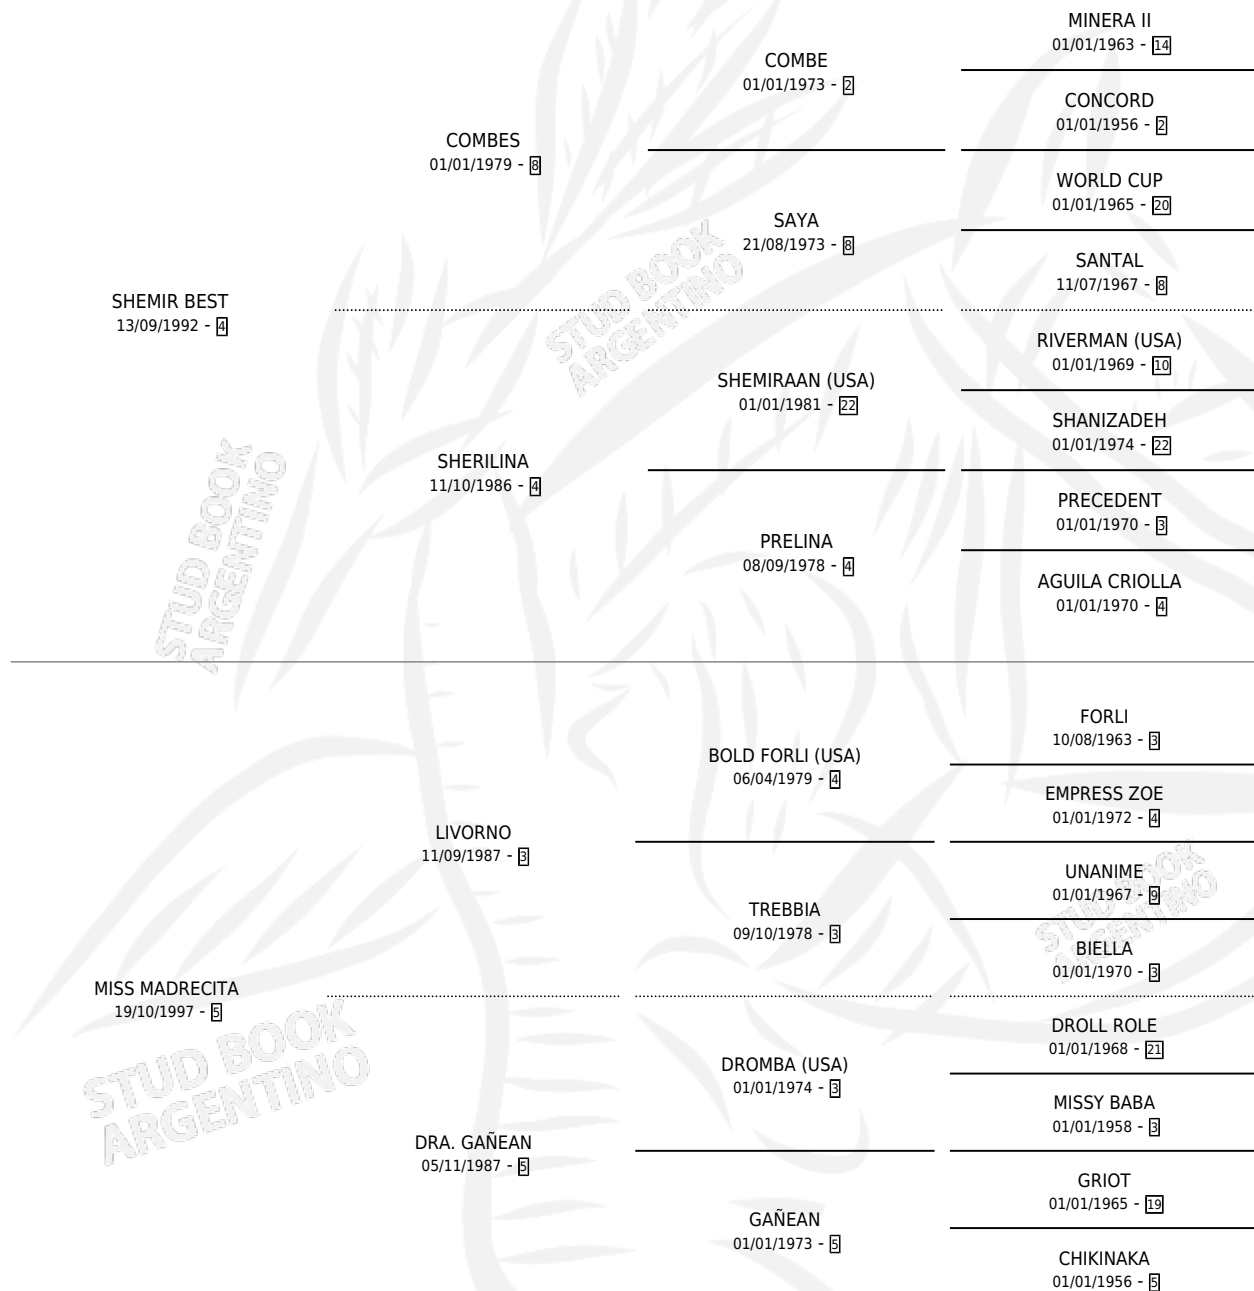 MINERA II
01/01/1963 - 14
COMBE
01/01/1973 - 2
CONCORD
01/01/1956 - 2
COMBES
01/01/1979 - 8
WORLD CUP
01/01/1965 - 20
SAYA
21/08/1973 - 8
SANTAL
11/07/1967 - 8
SHEMIR BEST
13/09/1992 - 4
RIVERMAN (USA)
01/01/1969 - 10
SHEMIRAAN (USA)
01/01/1981 - 22
SHANIZADEH
01/01/1974 - 22
SHERILINA
11/10/1986 - 4
PRECEDENT
01/01/1970 - 3
PRELINA
08/09/1978 - 4
AGUILA CRIOLLA
01/01/1970 - 4
FORLI
10/08/1963 - 3
BOLD FORLI (USA)
06/04/1979 - 4
EMPRESS ZOE
01/01/1972 - 4
LIVORNO
11/09/1987 - 3
UNANIME
01/01/1967 - 9
TREBBIA
09/10/1978 - 3
BIELLA
01/01/1970 - 3
MISS MADRECITA
19/10/1997 - 5
DROLL ROLE
01/01/1968 - 21
DROMBA (USA)
01/01/1974 - 3
MISSY BABA
01/01/1958 - 3
DRA. GAÑEAN
05/11/1987 - 5
GRIOT
01/01/1965 - 19
GAÑEAN
01/01/1973 - 5
CHIKINAKA
01/01/1956 - 5
STUD BOOK
ARGENTINO
STUD BOOK
ARGENTINO
STUD BOOK
ARGENTINO
STUD BOOK
ARGENTINO